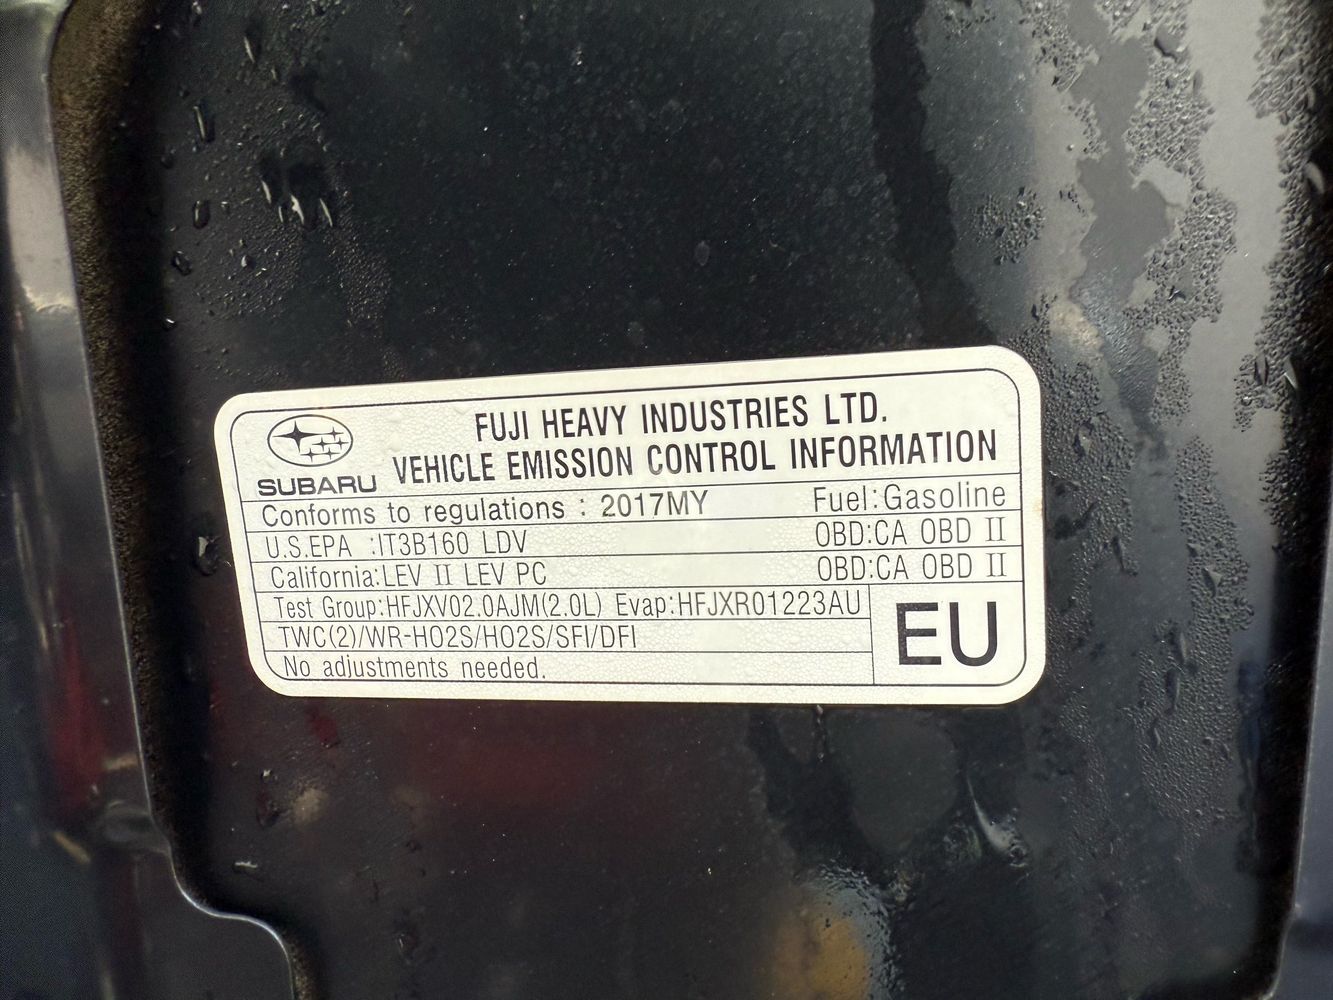 FUJI HEAVY INDUSTRIES LTD.
SUBARU VEHICLE EMISSION CONTROL INFORMATION
Conforms to regulations : 2017MY Fuel:Gasoline
U.S.EPA :IT3B160 LDV OBD:CA OBD II
California:LEV II LEV PC OBD:CA OBD II
Test Group:HFJXV02.0AJM(2.0L) Evap:HFJXR01223AU
TWC(2)/WR-HO2S/HO2S/SFI/DFI
EU
No adjustments needed.